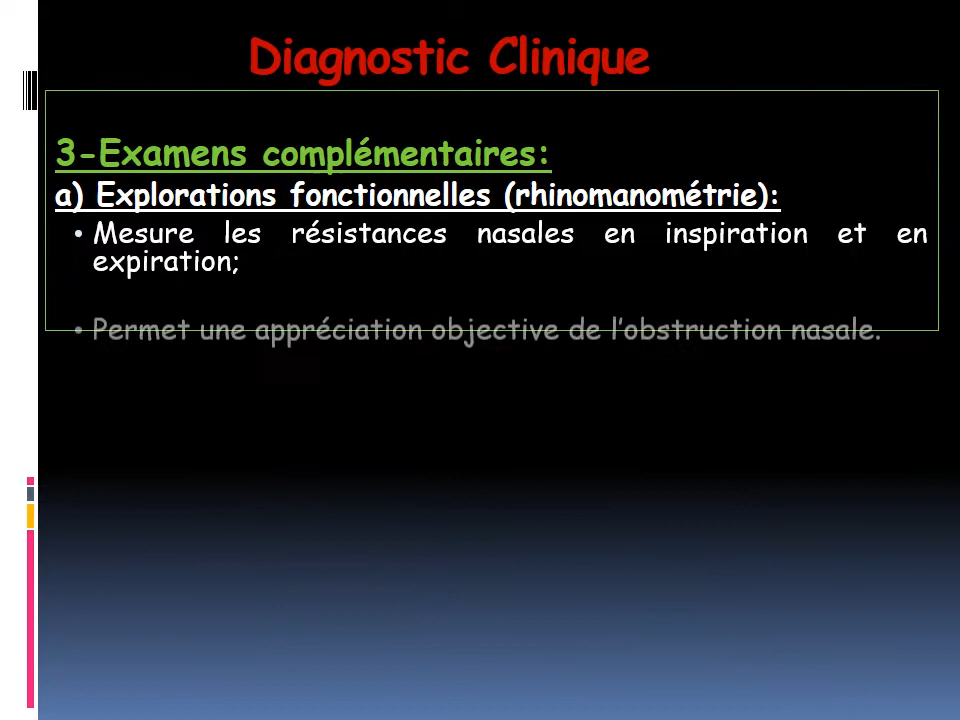 Diagnostic Clinique
3-Examens complémentaires:
a) Explorations fonctionnelles (rhinomanométrie):
• Mesure les résistances nasales en inspiration et en
expiration;
• Permet une appréciation objective de l'obstruction nasale.